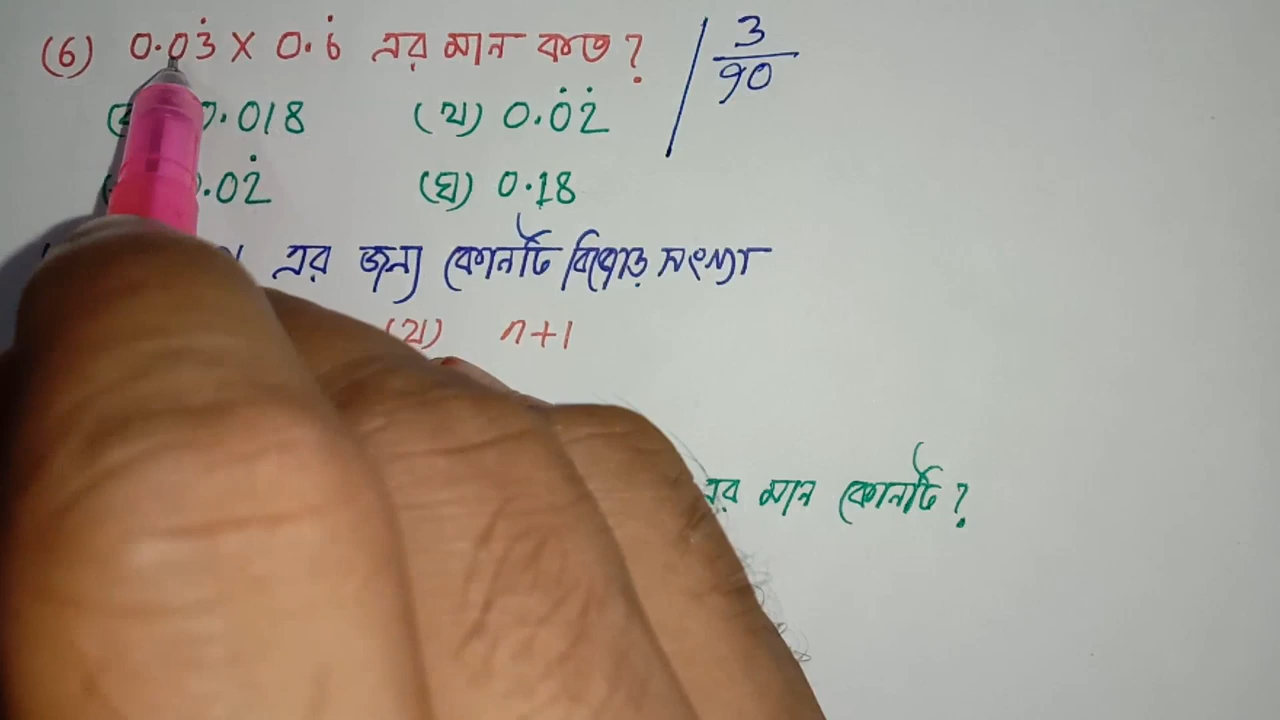 (6) 0.03̇ × 0.6̇ এর মান কত? | 3/90
0.018 (খ) 0.0̇2̇
.02̇ (ঘ) 0.18
এর জন্য কোনটি বিজোড় সংখ্যা
(খ) n+1
এর মান কোনটি?